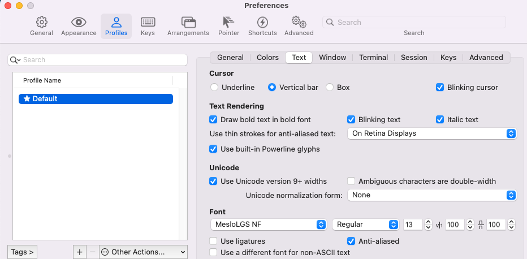 Preferences
General Appearance Profiles Keys Arrangements Pointer Shortcuts Advanced Search
Search
Search
General Colors Text Window Terminal Session Keys Advanced
Profile Name
Default
Cursor
Underline Vertical bar Box Blinking cursor
Text Rendering
Draw bold text in bold font Blinking text Italic text
Use thin strokes for anti-aliased text: On Retina Displays
Use built-in Powerline glyphs
Unicode
Use Unicode version 9+ widths Ambiguous characters are double-width
Unicode normalization form: None
Font
MesloLGS NF Regular 13 100 100
Use ligatures Anti-aliased
Use a different font for non-ASCII text
Tags > + − Other Actions...